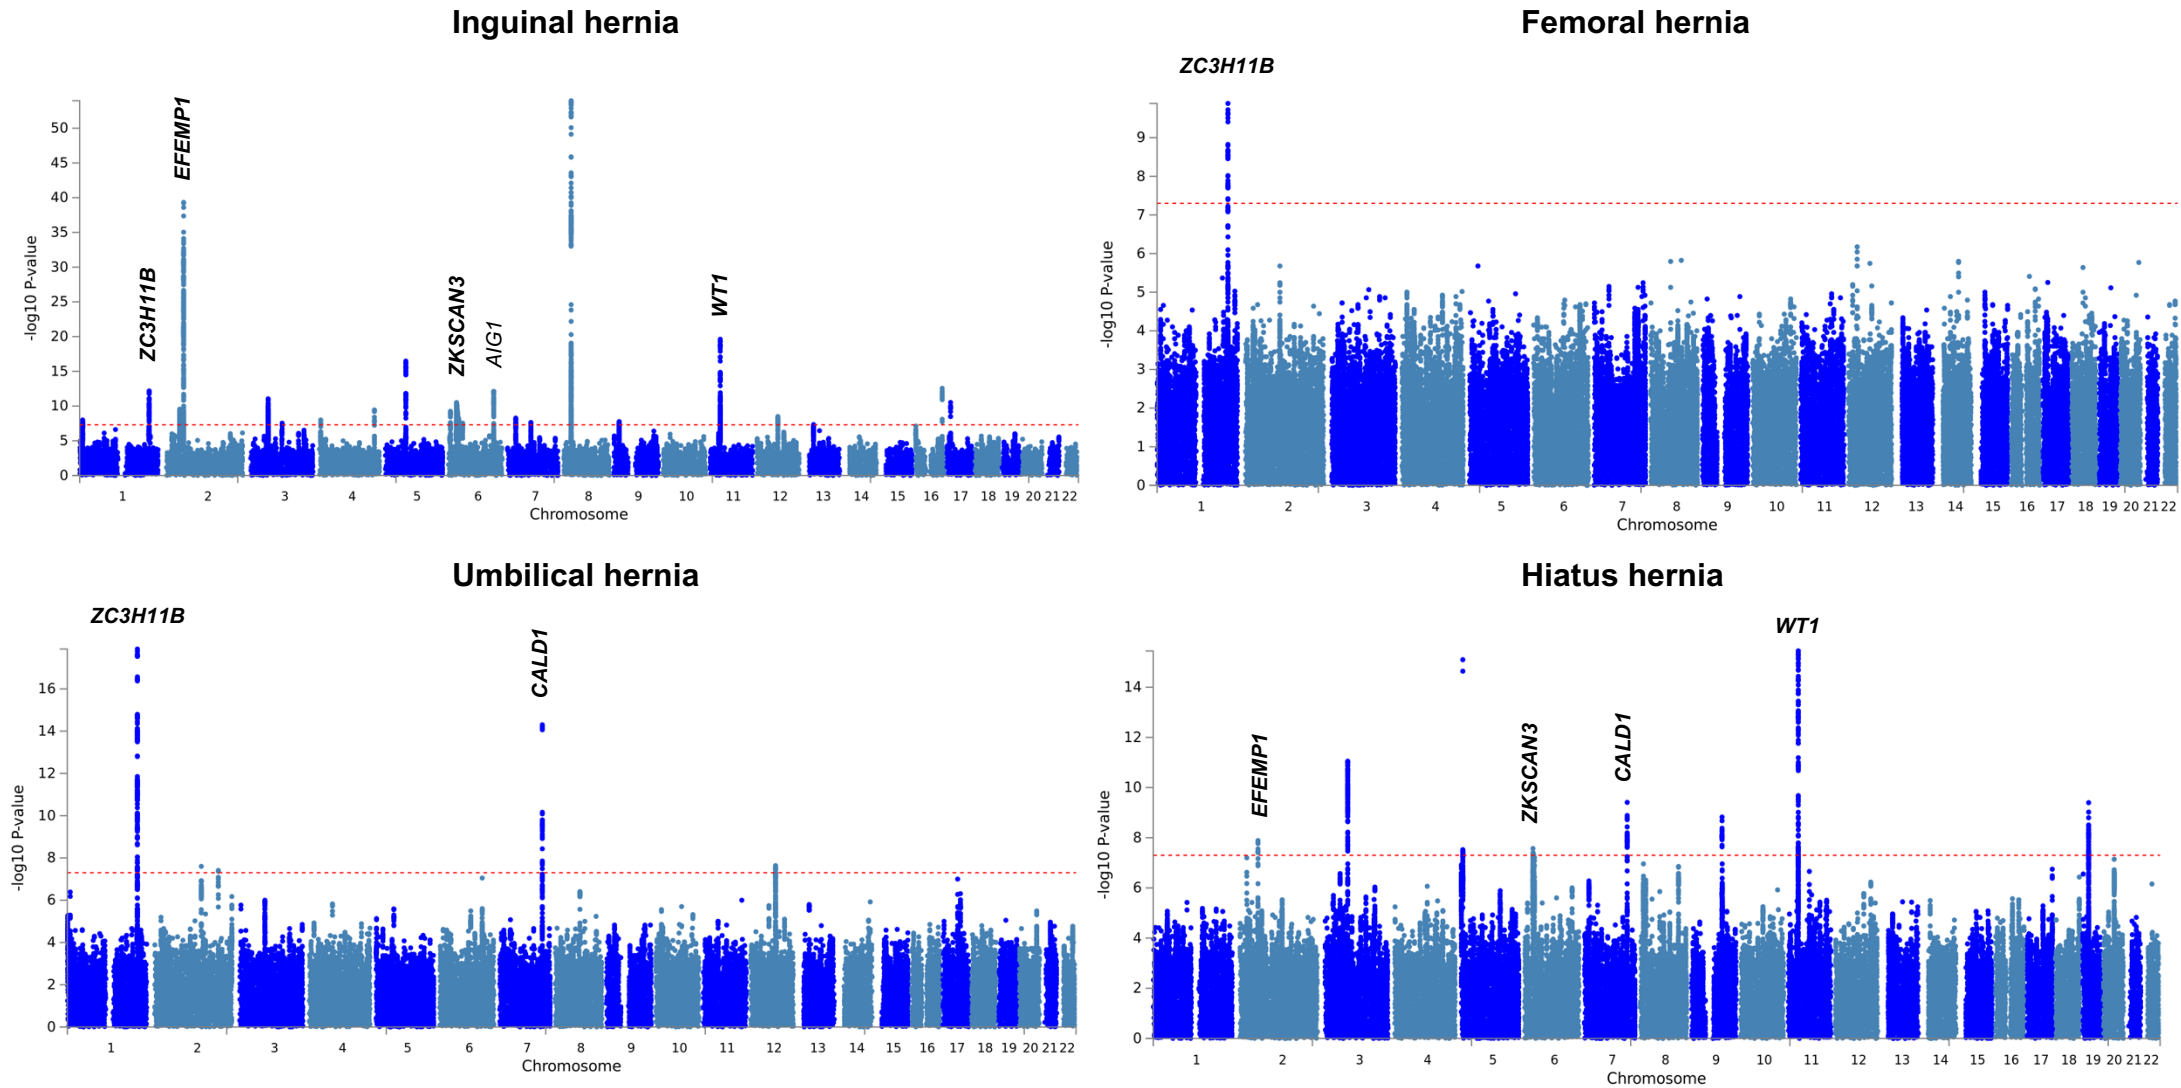 Inguinal hernia
EFEMP1
ZC3H11B
ZKSCAN3
AIG1
WT1
-log10 P-value
50
45
40
35
30
25
20
15
10
5
0
1 2 3 4 5 6 7 8 9 10 11 12 13 14 15 16 17 18 19 20 21 22
Chromosome
Femoral hernia
ZC3H11B
-log10 P-value
9
8
7
6
5
4
3
2
1
0
1 2 3 4 5 6 7 8 9 10 11 12 13 14 15 16 17 18 19 20 21 22
Chromosome
Umbilical hernia
ZC3H11B
CALD1
-log10 P-value
16
14
12
10
8
6
4
2
0
1 2 3 4 5 6 7 8 9 10 11 12 13 14 15 16 17 18 19 20 21 22
Chromosome
Hiatus hernia
WT1
EFEMP1
ZKSCAN3
CALD1
-log10 P-value
14
12
10
8
6
4
2
0
1 2 3 4 5 6 7 8 9 10 11 12 13 14 15 16 17 18 19 20 21 22
Chromosome